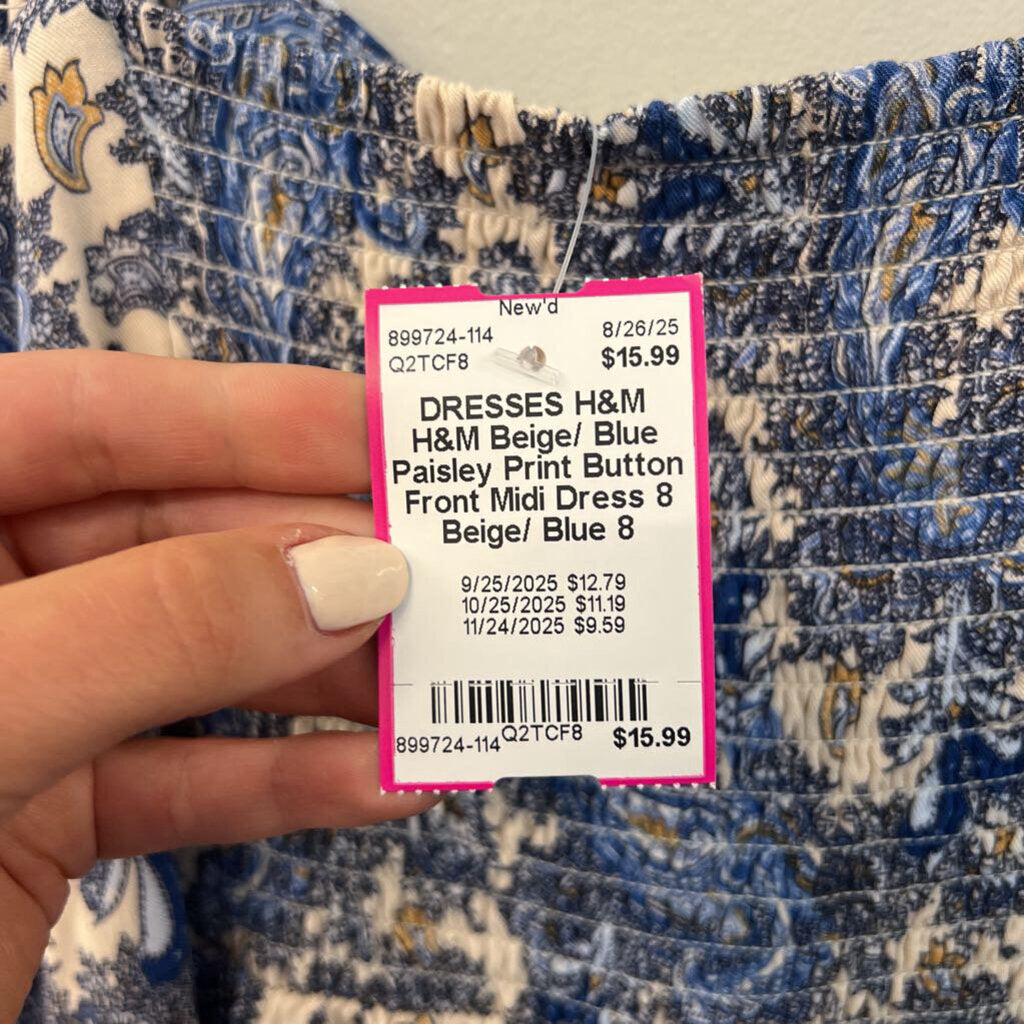 New'd
899724-114 8/26/25
Q2TCF8 $15.99
DRESSES H&M
H&M Beige/ Blue
Paisley Print Button
Front Midi Dress 8
Beige/ Blue 8
9/25/2025 $12.79
10/25/2025 $11.19
11/24/2025 $9.59
899724-114 Q2TCF8 $15.99